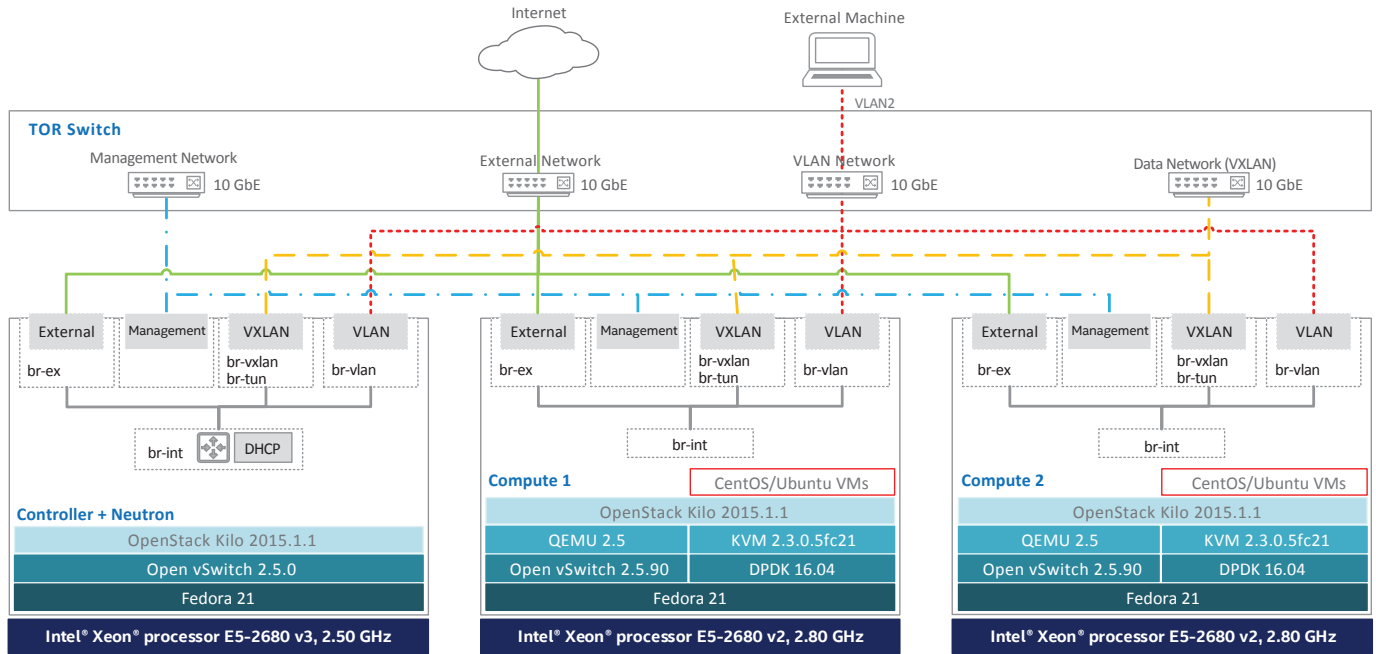 Internet
External Machine
VLAN2
TOR Switch
Management Network
10 GbE
External Network
10 GbE
VLAN Network
10 GbE
Data Network (VXLAN)
10 GbE
External
Management
VXLAN
VLAN
br-ex
br-vxlan
br-tun
br-vlan
br-int
DHCP
Controller + Neutron
OpenStack Kilo 2015.1.1
Open vSwitch 2.5.0
Fedora 21
Intel® Xeon® processor E5-2680 v3, 2.50 GHz
External
Management
VXLAN
VLAN
br-ex
br-vxlan
br-tun
br-vlan
br-int
Compute 1
CentOS/Ubuntu VMs
OpenStack Kilo 2015.1.1
QEMU 2.5
KVM 2.3.0.5fc21
Open vSwitch 2.5.90
DPDK 16.04
Fedora 21
Intel® Xeon® processor E5-2680 v2, 2.80 GHz
External
Management
VXLAN
VLAN
br-ex
br-vxlan
br-tun
br-vlan
br-int
Compute 2
CentOS/Ubuntu VMs
OpenStack Kilo 2015.1.1
QEMU 2.5
KVM 2.3.0.5fc21
Open vSwitch 2.5.90
DPDK 16.04
Fedora 21
Intel® Xeon® processor E5-2680 v2, 2.80 GHz